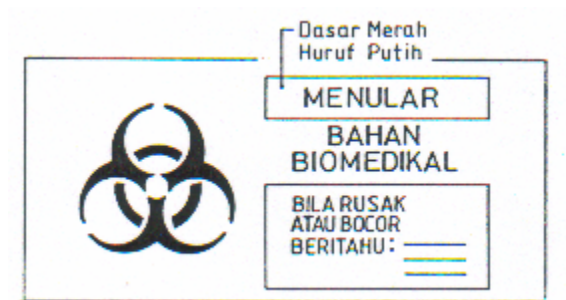 Dasar Merah
Huruf Putih
MENULAR
BAHAN
BIOMEDIKAL
BILA RUSAK
ATAU BOCOR
BERITAHU: